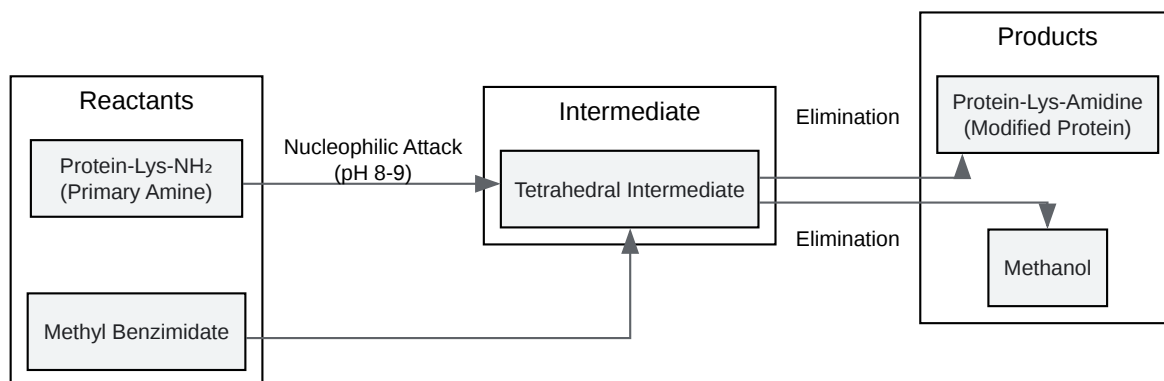 Reactants
Protein-Lys-NH₂
(Primary Amine)
Methyl Benzimidate
Nucleophilic Attack
(pH 8-9)
Intermediate
Tetrahedral Intermediate
Elimination
Elimination
Products
Protein-Lys-Amidine
(Modified Protein)
Methanol